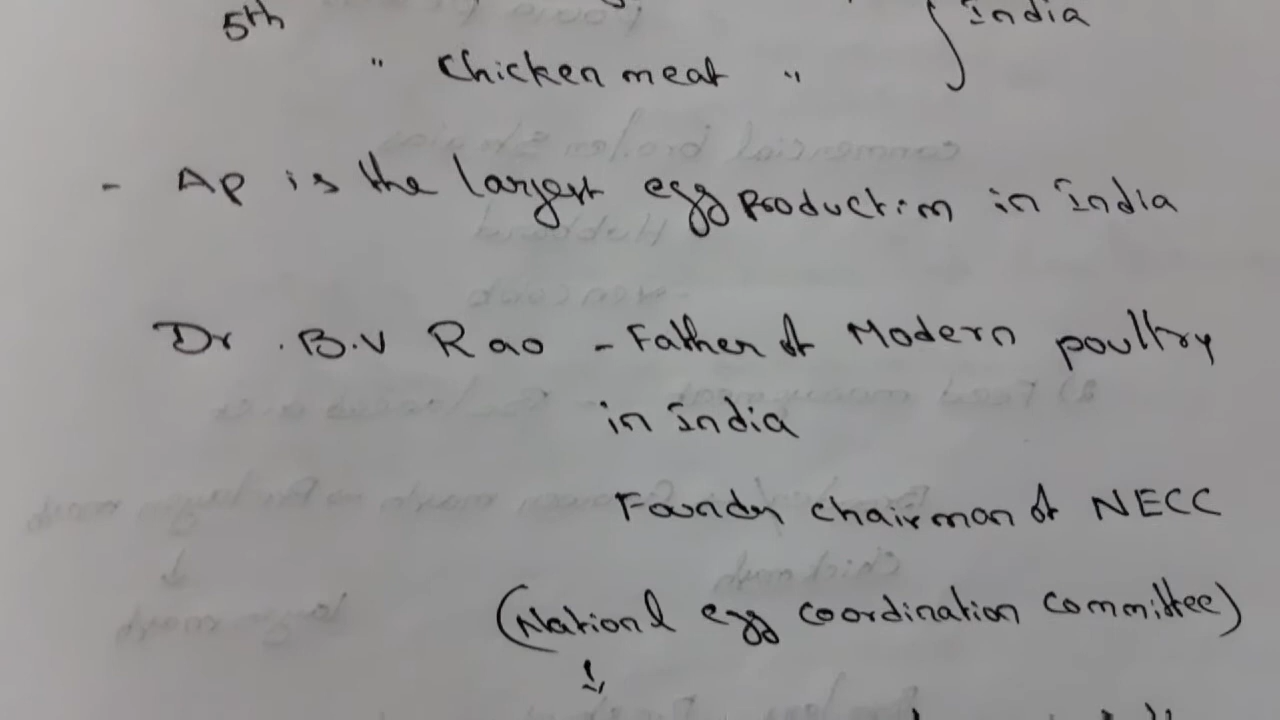 5th India
" chicken meat "
- AP is the largest egg production in India
Dr . B.V Rao - Father of Modern poultry
in India
Founder chairman of NECC
(Nationl egg coordination committee)